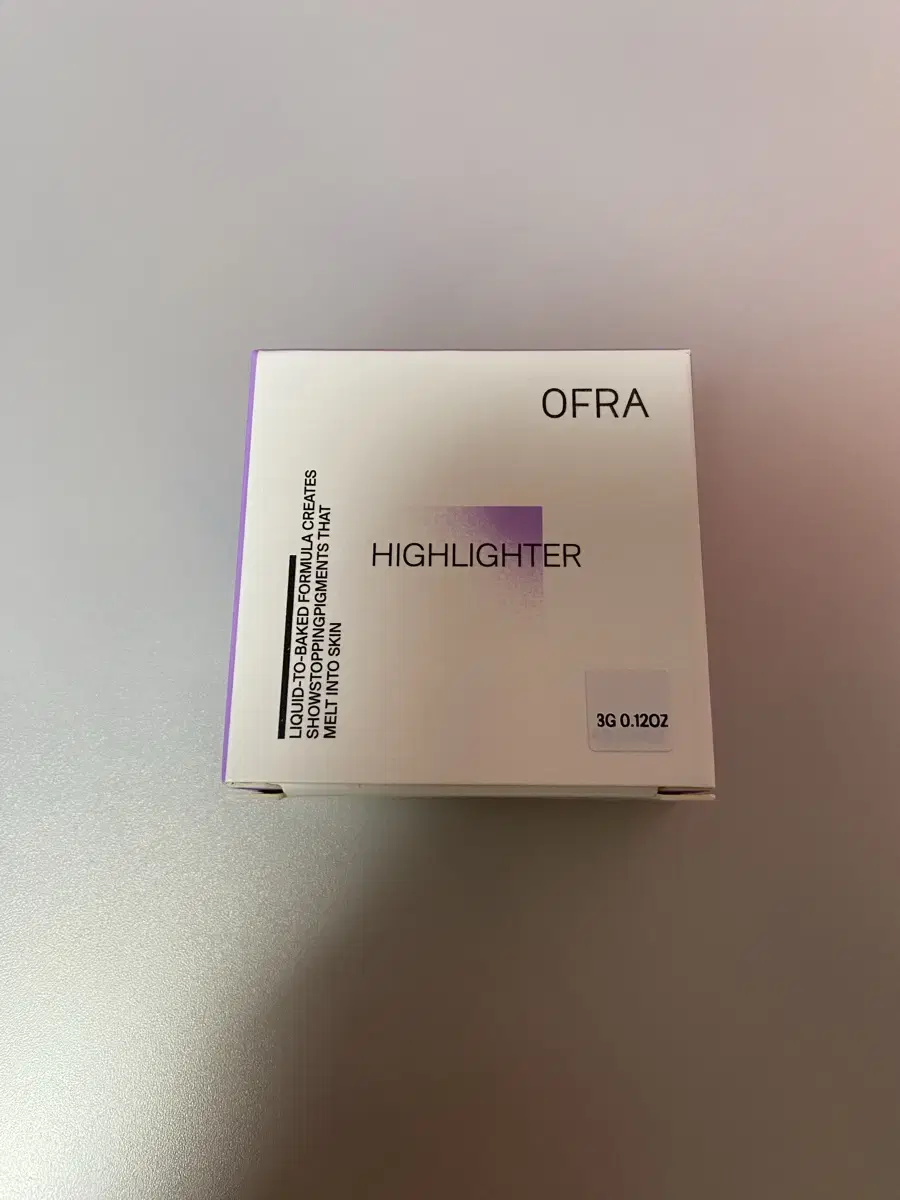 OFRA
HIGHLIGHTER
LIQUID-TO-BAKED FORMULA CREATES
SHOWSTOPPINGPIGMENTS THAT
MELT INTO SKIN
3G 0.12OZ